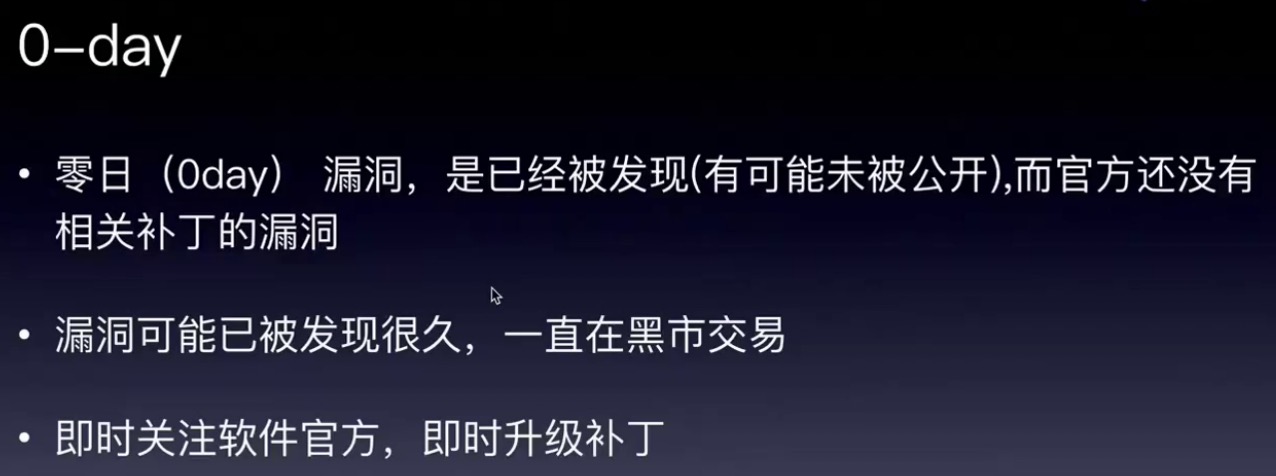 0-day
• 零日（0day） 漏洞，是已经被发现(有可能未被公开),而官方还没有
相关补丁的漏洞
• 漏洞可能已被发现很久，一直在黑市交易
• 即时关注软件官方，即时升级补丁